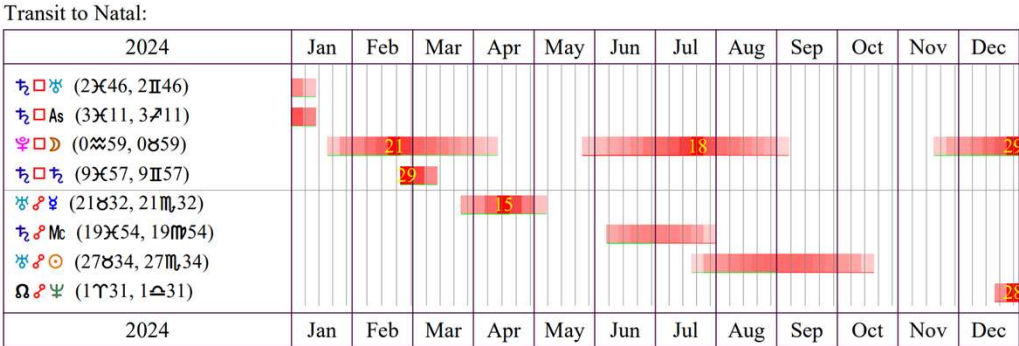 Transit to Natal:
2024 Jan Feb Mar Apr May Jun Jul Aug Sep Oct Nov Dec
♄□♅ (2♓46, 2♊46)
♄□As (3♓11, 3♐11)
♇□☽ (0♒59, 0♉59) 21 18 29
♄□♄ (9♓57, 9♊57) 29
♅☍☿ (21♉32, 21♏32) 15
♄☍Mc (19♓54, 19♍54)
♅☍☉ (27♉34, 27♏34)
☊☍♆ (1♈31, 1♎31) 28
2024 Jan Feb Mar Apr May Jun Jul Aug Sep Oct Nov Dec